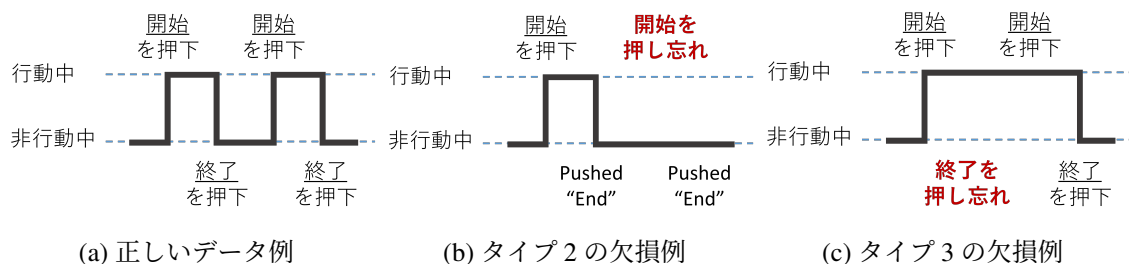 開始
を押下
開始
を押下
行動中
非行動中
終了
を押下
終了
を押下
(a) 正しいデータ例
開始
を押下
開始を
押し忘れ
行動中
非行動中
Pushed
“End”
Pushed
“End”
(b) タイプ 2 の欠損例
開始
を押下
開始
を押下
行動中
非行動中
終了を
押し忘れ
終了
を押下
(c) タイプ 3 の欠損例